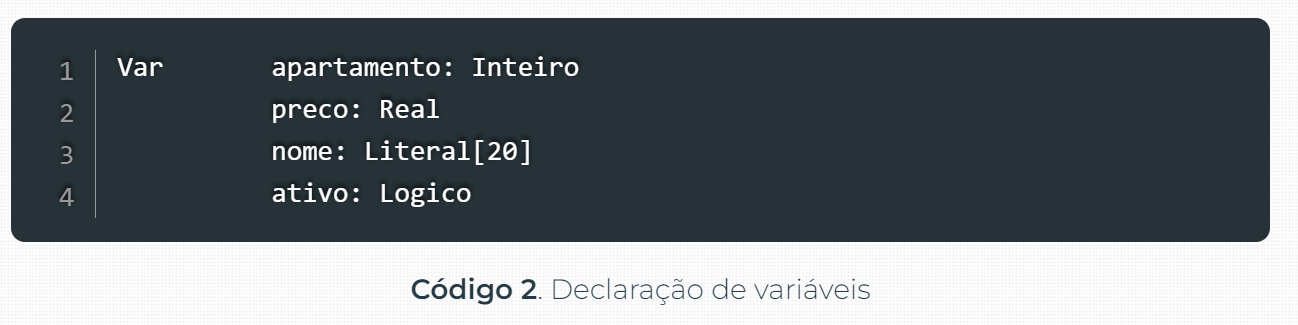 1 Var apartamento: Inteiro
2 preco: Real
3 nome: Literal[20]
4 ativo: Logico
Código 2. Declaração de variáveis